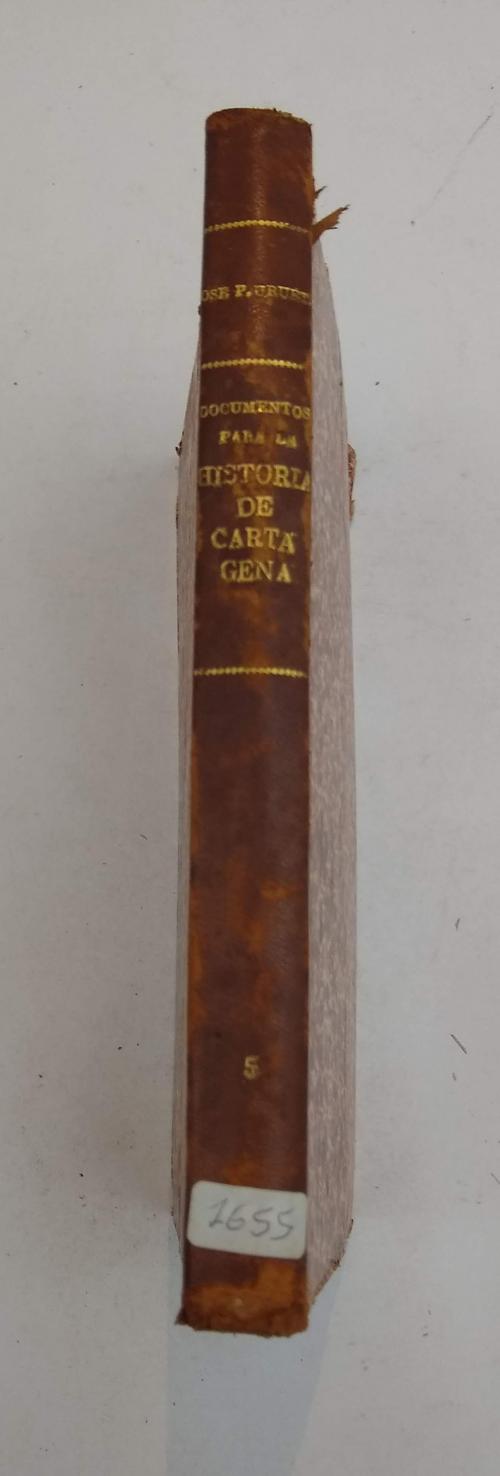 OSE P. URUET
DOCUMENTOS
PARA LA
HISTORIA
DE
CARTA
GENA
5
1655